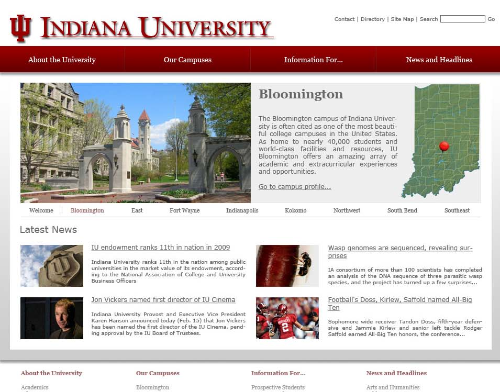 INDIANA UNIVERSITY
Contact | Directory | Site Map | Search Go
About the University Our Campuses Information For... News and Headlines
Bloomington
The Bloomington campus of Indiana Univer-
sity is often cited as one of the most beauti-
ful college campuses in the United States.
As home to nearly 40,000 students and
world-class facilities and resources, IU
Bloomington offers an amazing array of
academic and extracurricular experiences
and opportunities.
Go to campus profile...
Welcome Bloomington East Fort Wayne Indianapolis Kokomo Northwest South Bend Southeast
Latest News
IU endowment ranks 11th in nation in 2009
Indiana University ranks 11th in the nation among public
universities in the market value of its endowment, accord-
ing to the National Association of College and University
Business Officers
Wasp genomes are sequenced, revealing sur-
prises
IA consortium of more than 100 scientists has completed
an analysis of the DNA sequence of three parasitic wasp
species, and the project has turned up a few surprises...
Jon Vickers named first director of IU Cinema
Indiana University Provost and Executive Vice President
Karen Hanson announced today (Feb. 15) that Jon Vickers
has been named the first director of the IU Cinema, pend-
ing approval by the IU Board of Trustees.
Football's Doss, Kirlew, Saffold named All-Big
Ten
Sophomore wide receiver Tandon Doss, fifth-year defen-
sive end Jammie Kirlew and senior left tackle Rodger
Saffold earned All-Big Ten honors, the conference...
About the University Our Campuses Information For... News and Headlines
Academics Bloomington Prospective Students Arts and Humanities